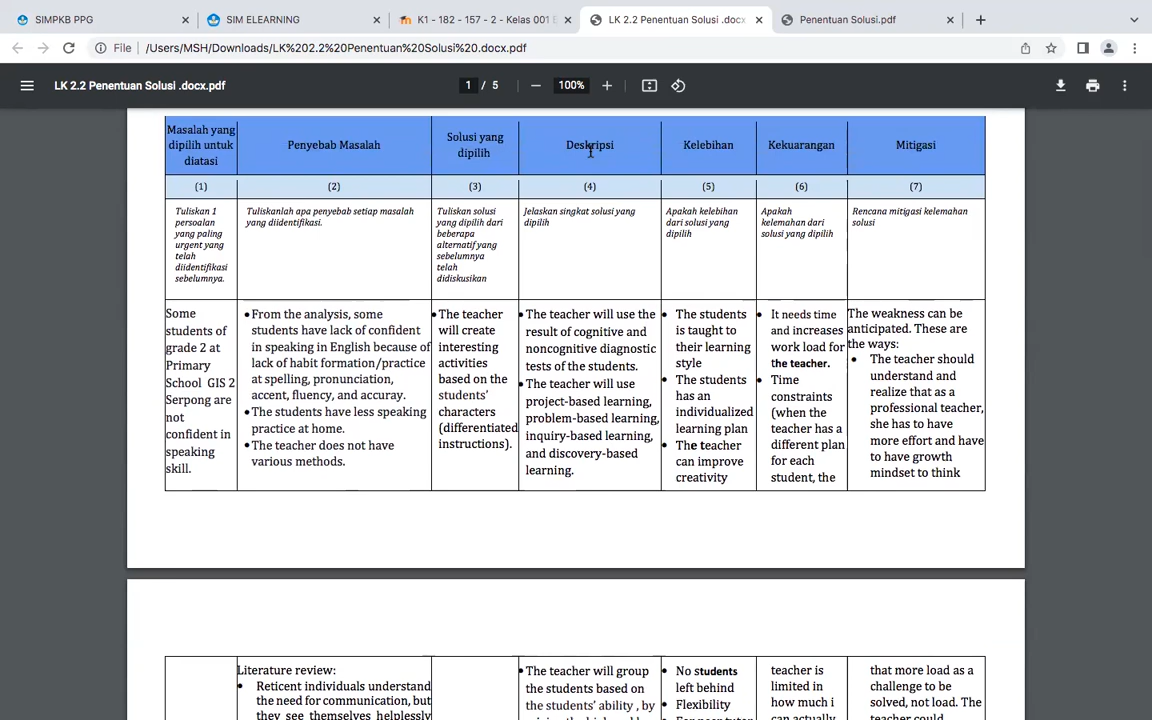 SIMPKB PPG
SIM ELEARNING
K1 - 182 - 157 - 2 - Kelas 001
LK 2.2 Penentuan Solusi .docx
Penentuan Solusi.pdf
File
/Users/MSH/Downloads/LK%202.2%20Penentuan%20Solusi%20.docx.pdf
LK 2.2 Penentuan Solusi .docx.pdf
1 / 5
100%
Masalah yang
dipilih untuk
diatasi
Penyebab Masalah
Solusi yang
dipilih
Deskripsi
Kelebihan
Kekuarangan
Mitigasi
(1)
(2)
(3)
(4)
(5)
(6)
(7)
Tuliskan 1
persoalan
yang paling
urgent yang
telah
diidentifikasi
sebelumnya.
Tuliskanlah apa penyebab setiap masalah
yang diidentifikasi.
Tuliskan solusi
yang dipilih dari
beberapa
alternatif yang
sebelumnya
telah
didiskusikan
Jelaskan singkat solusi yang
dipilih
Apakah kelebihan
dari solusi yang
dipilih
Apakah
kelemahan dari
solusi yang dipilih
Rencana mitigasi kelemahan
solusi
Some
students of
grade 2 at
Primary
School GIS 2
Serpong are
not
confident in
speaking
skill.
• From the analysis, some
students have lack of confident
in speaking in English because of
lack of habit formation/practice
at spelling, pronunciation,
accent, fluency, and accuray.
• The students have less speaking
practice at home.
• The teacher does not have
various methods.
• The teacher
will create
interesting
activities
based on the
students'
characters
(differentiated
instructions).
• The teacher will use the
result of cognitive and
noncognitive diagnostic
tests of the students.
• The teacher will use
project-based learning,
problem-based learning,
inquiry-based learning,
and discovery-based
learning.
• The students
is taught to
their learning
style
• The students
has an
individualized
learning plan
• The teacher
can improve
creativity
• It needs time
and increases
work load for
the teacher.
• Time
constraints
(when the
teacher has a
different plan
for each
student, the
The weakness can be
anticipated. These are
the ways:
• The teacher should
understand and
realize that as a
professional teacher,
she has to have
more effort and have
to have growth
mindset to think
Literature review:
• Reticent individuals understand
the need for communication, but
they see themselves helplessly
• The teacher will group
the students based on
the students' ability , by
• No students
left behind
• Flexibility
teacher is
limited in
how much i
can actually
that more load as a
challenge to be
solved, not load. The
teacher could